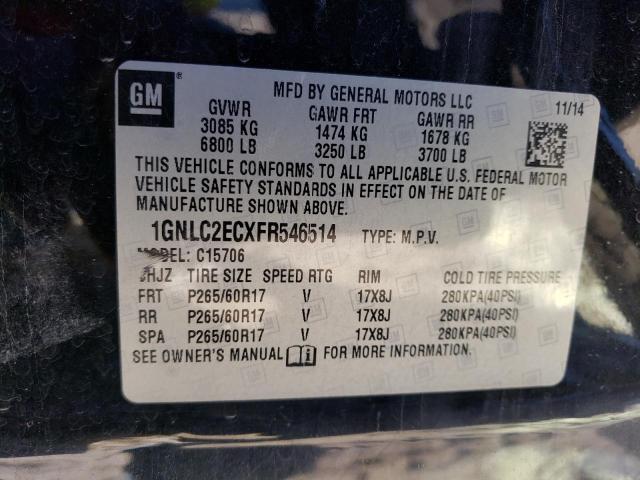 GM
MFD BY GENERAL MOTORS LLC
11/14
GVWR GAWR FRT GAWR RR
3085 KG 1474 KG 1678 KG
6800 LB 3250 LB 3700 LB
THIS VEHICLE CONFORMS TO ALL APPLICABLE U.S. FEDERAL MOTOR
VEHICLE SAFETY STANDARDS IN EFFECT ON THE DATE OF
MANUFACTURE SHOWN ABOVE.
1GNLC2ECXFR546514 TYPE: M.P.V.
MODEL: C15706
JHJZ TIRE SIZE SPEED RTG RIM COLD TIRE PRESSURE
FRT P265/60R17 V 17X8J 280KPA(40PSI)
RR P265/60R17 V 17X8J 280KPA(40PSI)
SPA P265/60R17 V 17X8J 280KPA(40PSI)
SEE OWNER'S MANUAL i FOR MORE INFORMATION.